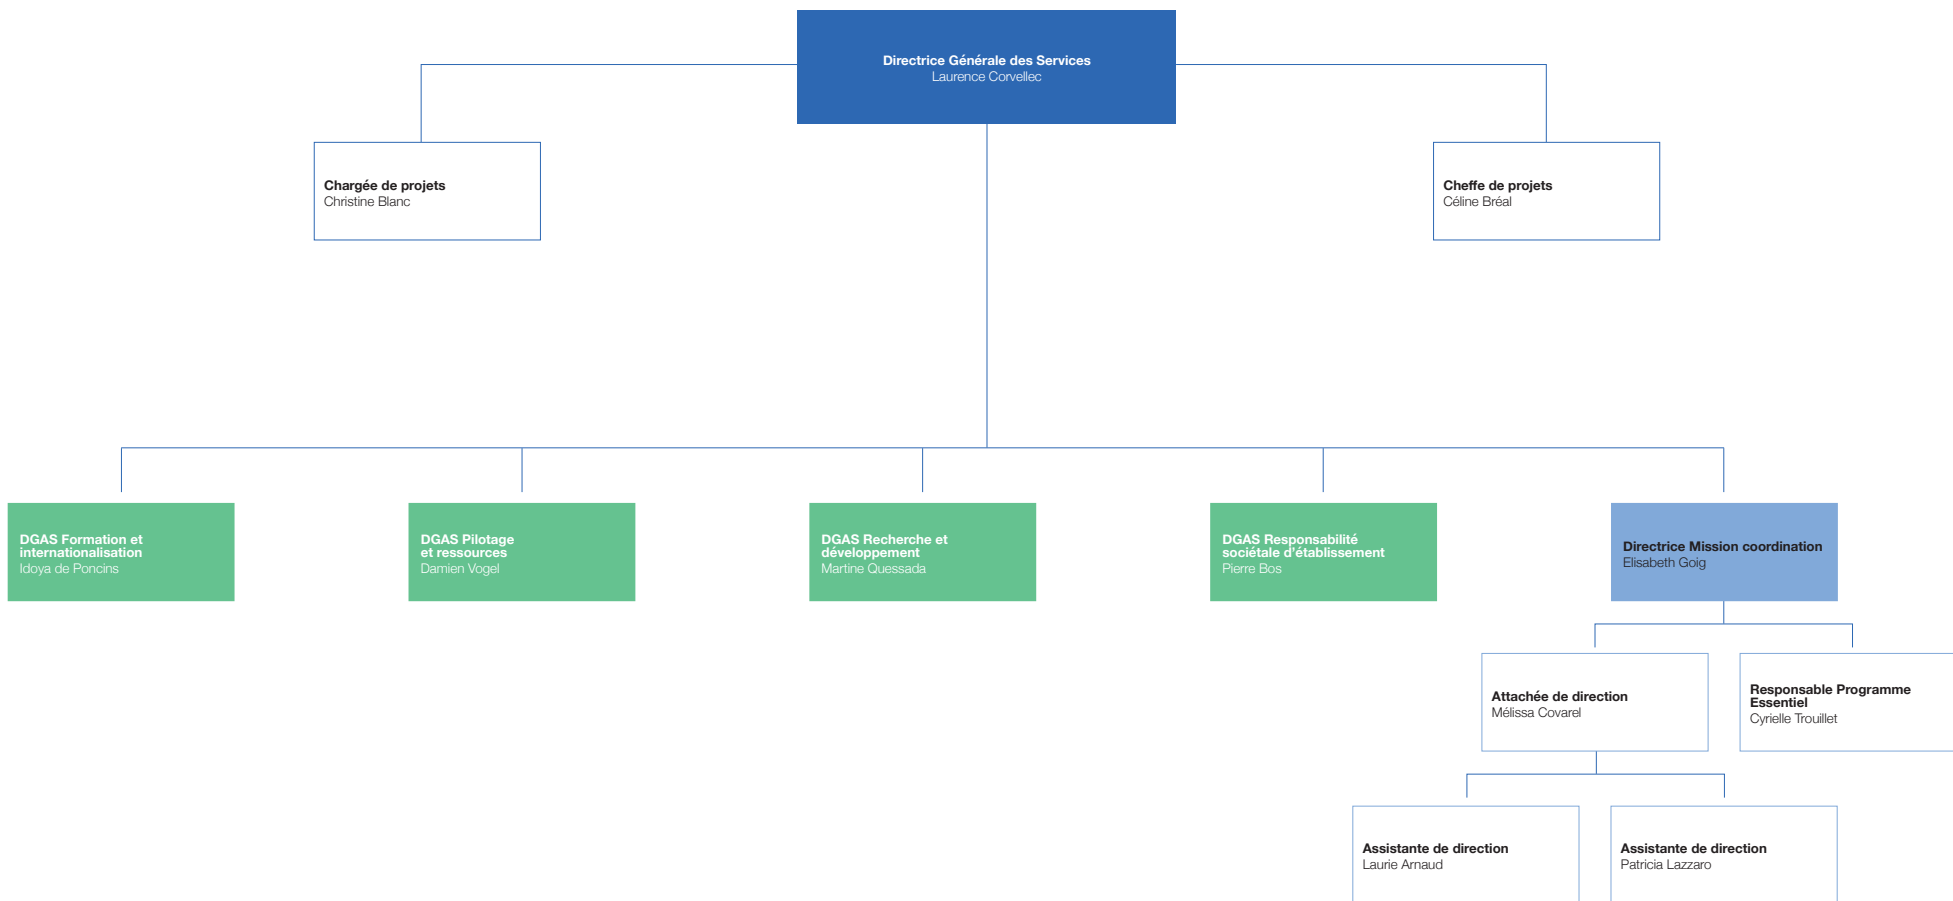 Directrice Générale des Services
Laurence Corvellec
Chargée de projets
Christine Blanc
Cheffe de projets
Céline Bréal
DGAS Formation et
internationalisation
Idoya de Poncins
DGAS Pilotage
et ressources
Damien Vogel
DGAS Recherche et
développement
Martine Quessada
DGAS Responsabilité
sociétale d'établissement
Pierre Bos
Directrice Mission coordination
Elisabeth Goig
Attachée de direction
Mélissa Covarel
Responsable Programme
Essentiel
Cyrielle Trouillet
Assistante de direction
Laurie Arnaud
Assistante de direction
Patricia Lazzaro